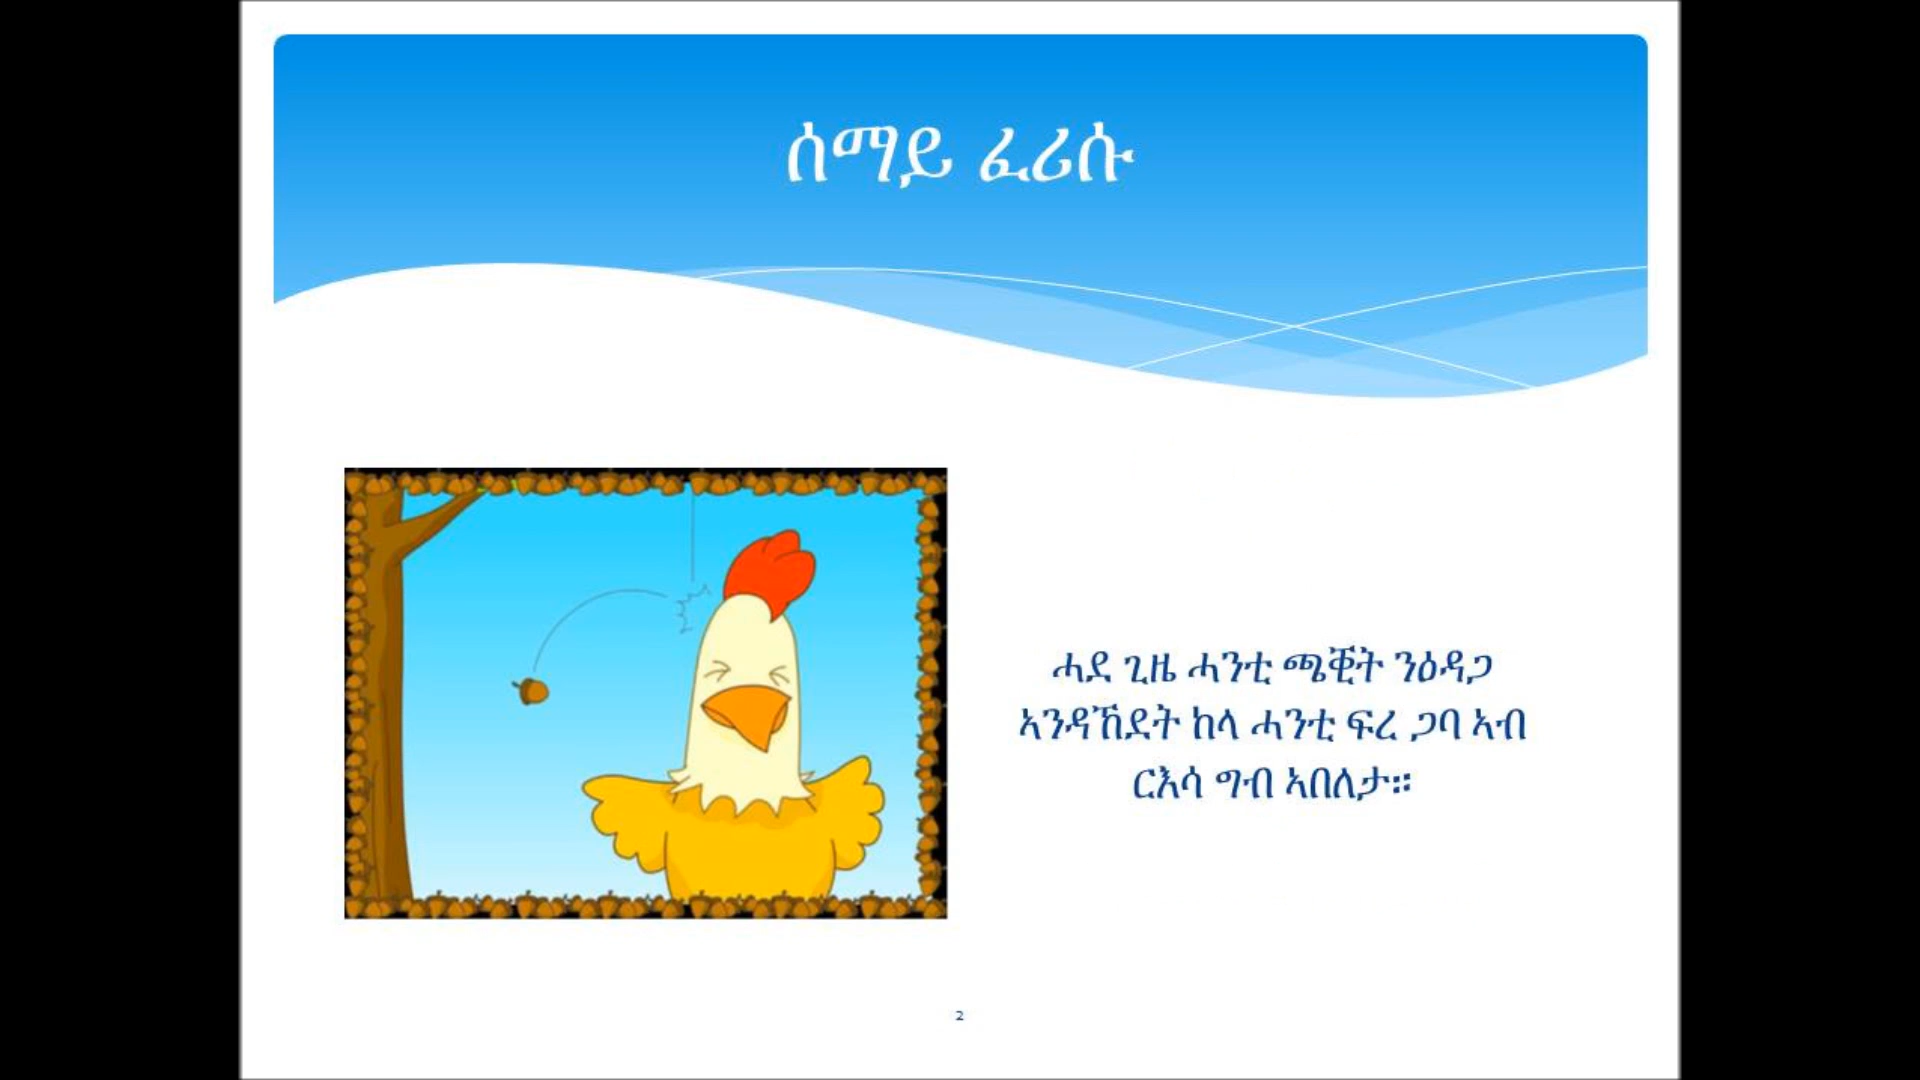 ሰማይ ፈሪሱ
ሓደ ጊዜ ሓንቲ ጫቑት ንዕዳጋ
ኣንዳኸደት ከላ ሓንቲ ፍረ ጋባ ኣብ
ርእሳ ግብ ኣበለታ።
2